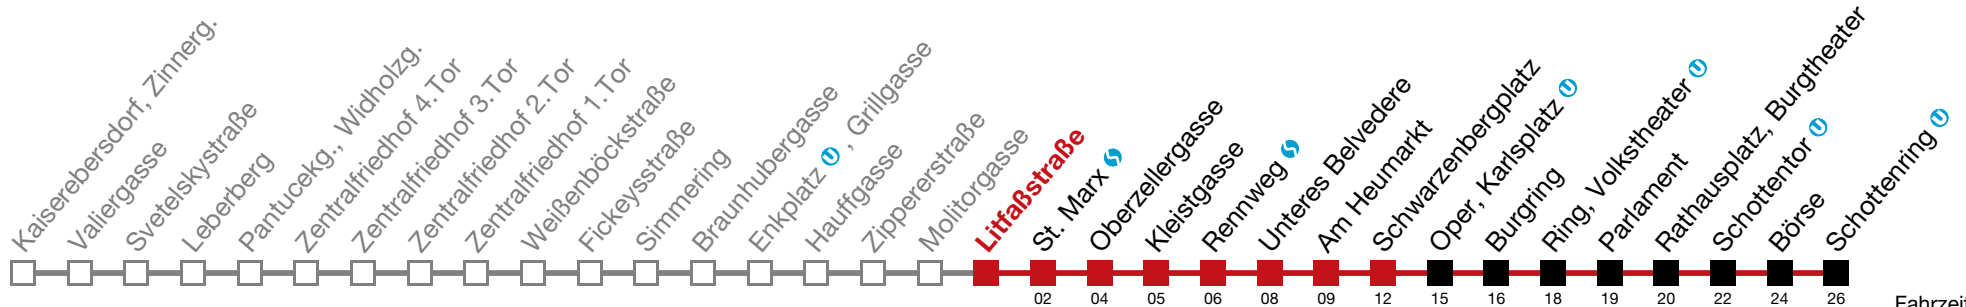 Kaiserebersdorf, Zinnerg.
Valiergasse
Svetelskystraße
Leberberg
Pantucekg., Widholzg.
Zentralfriedhof 4.Tor
Zentralfriedhof 3.Tor
Zentralfriedhof 2.Tor
Zentralfriedhof 1.Tor
Weißenböckstraße
Fickeysstraße
Simmering
Braunhubergasse
Enkplatz U , Grillgasse
Hauffgasse
Zippererstraße
Molitorgasse
Litfaßstraße
St. Marx S
Oberzellergasse
Kleistgasse
Rennweg S
Unteres Belvedere
Am Heumarkt
Schwarzenbergplatz
Oper, Karlsplatz U
Burgring
Ring, Volkstheater U
Parlament
Rathausplatz, Burgtheater
Schottentor U
Börse
Schottenring U
02 04 05 06 08 09 12 15 16 18 19 20 22 24 26